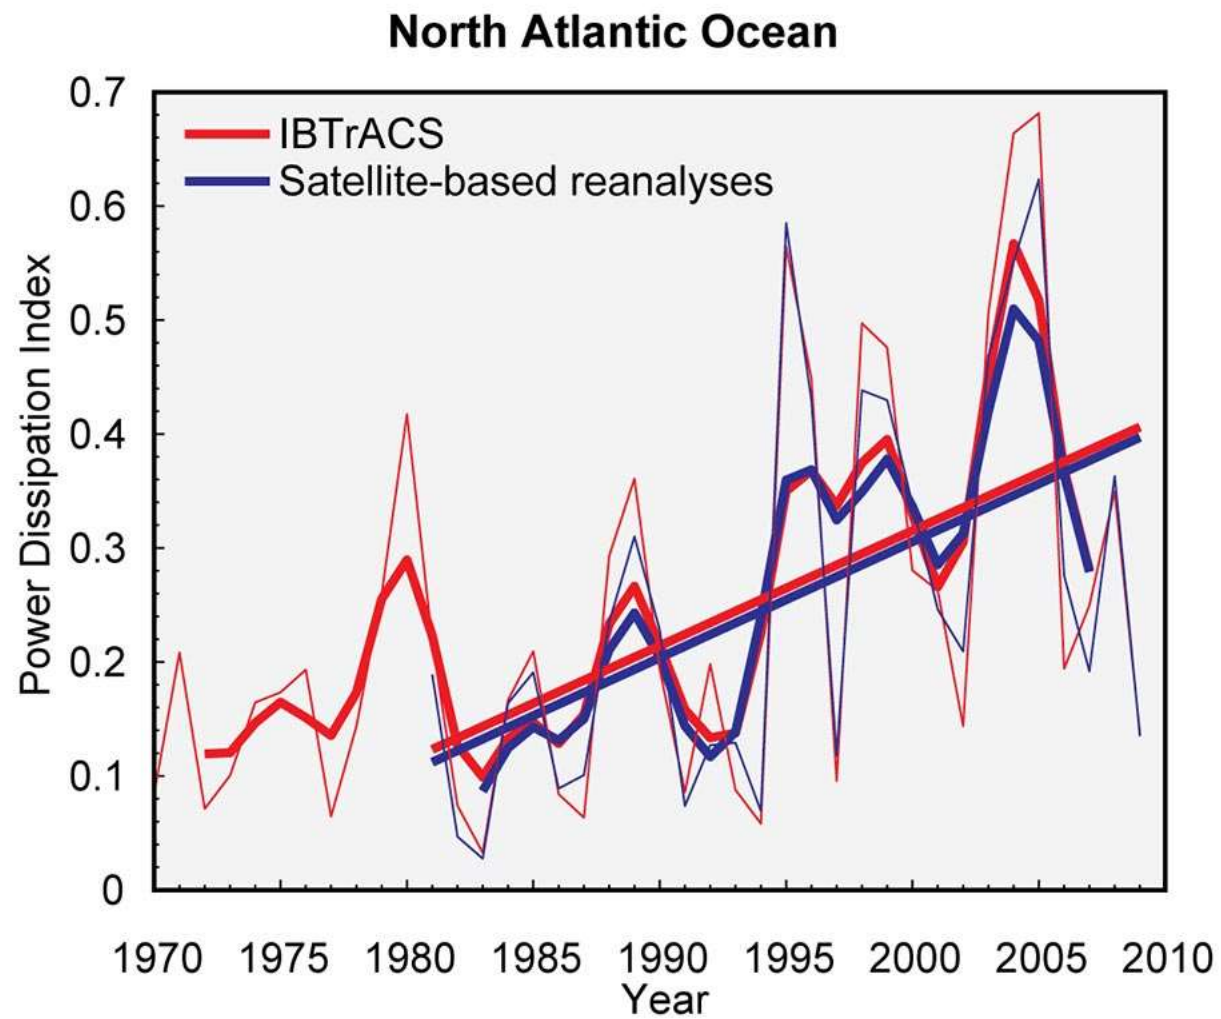 North Atlantic Ocean
0.7
IBTrACS
Satellite-based reanalyses
0.6
0.5
0.4
0.3
0.2
0.1
0
Power Dissipation Index
1970 1975 1980 1985 1990 1995 2000 2005 2010
Year